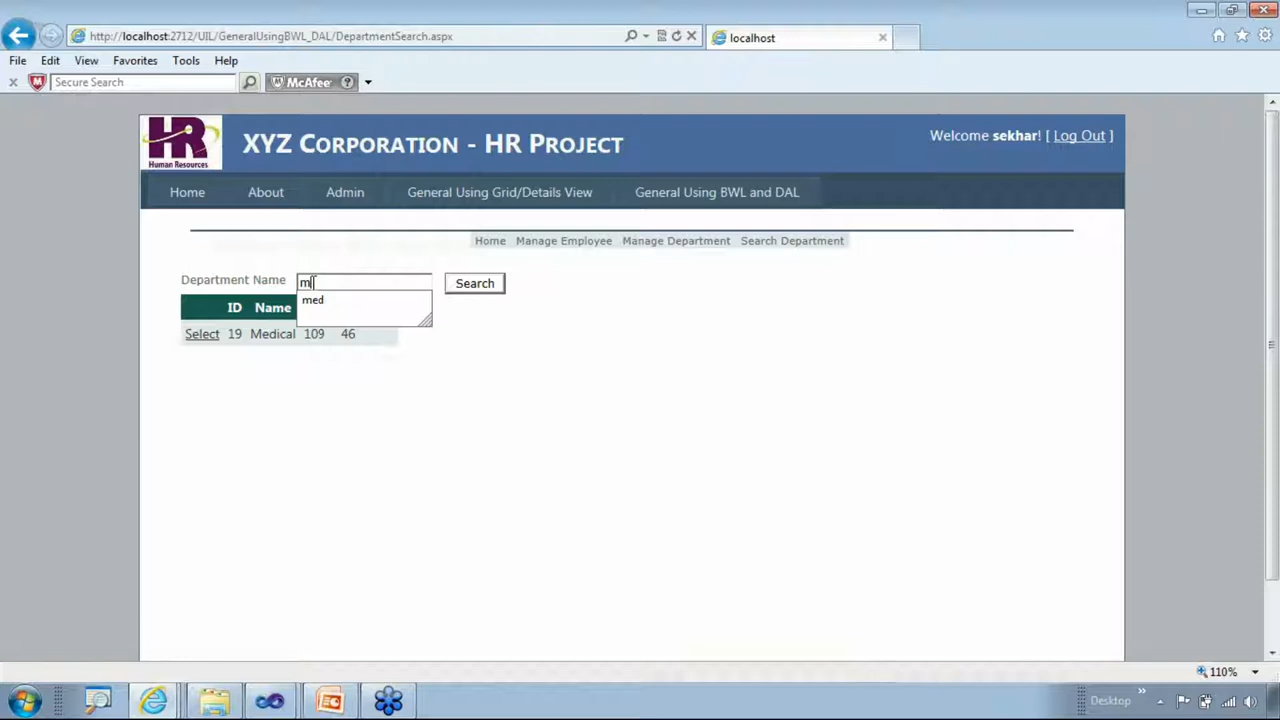 http://localhost:2712/UIL/GeneralUsingBWL_DAL/DepartmentSearch.aspx
localhost
File Edit View Favorites Tools Help
Secure Search
McAfee
HR
Human Resources
XYZ CORPORATION - HR PROJECT
Welcome sekhar! [ Log Out ]
Home About Admin General Using Grid/Details View General Using BWL and DAL
Home Manage Employee Manage Department Search Department
Department Name m Search
med
ID Name
Select 19 Medical 109 46
110%
Desktop